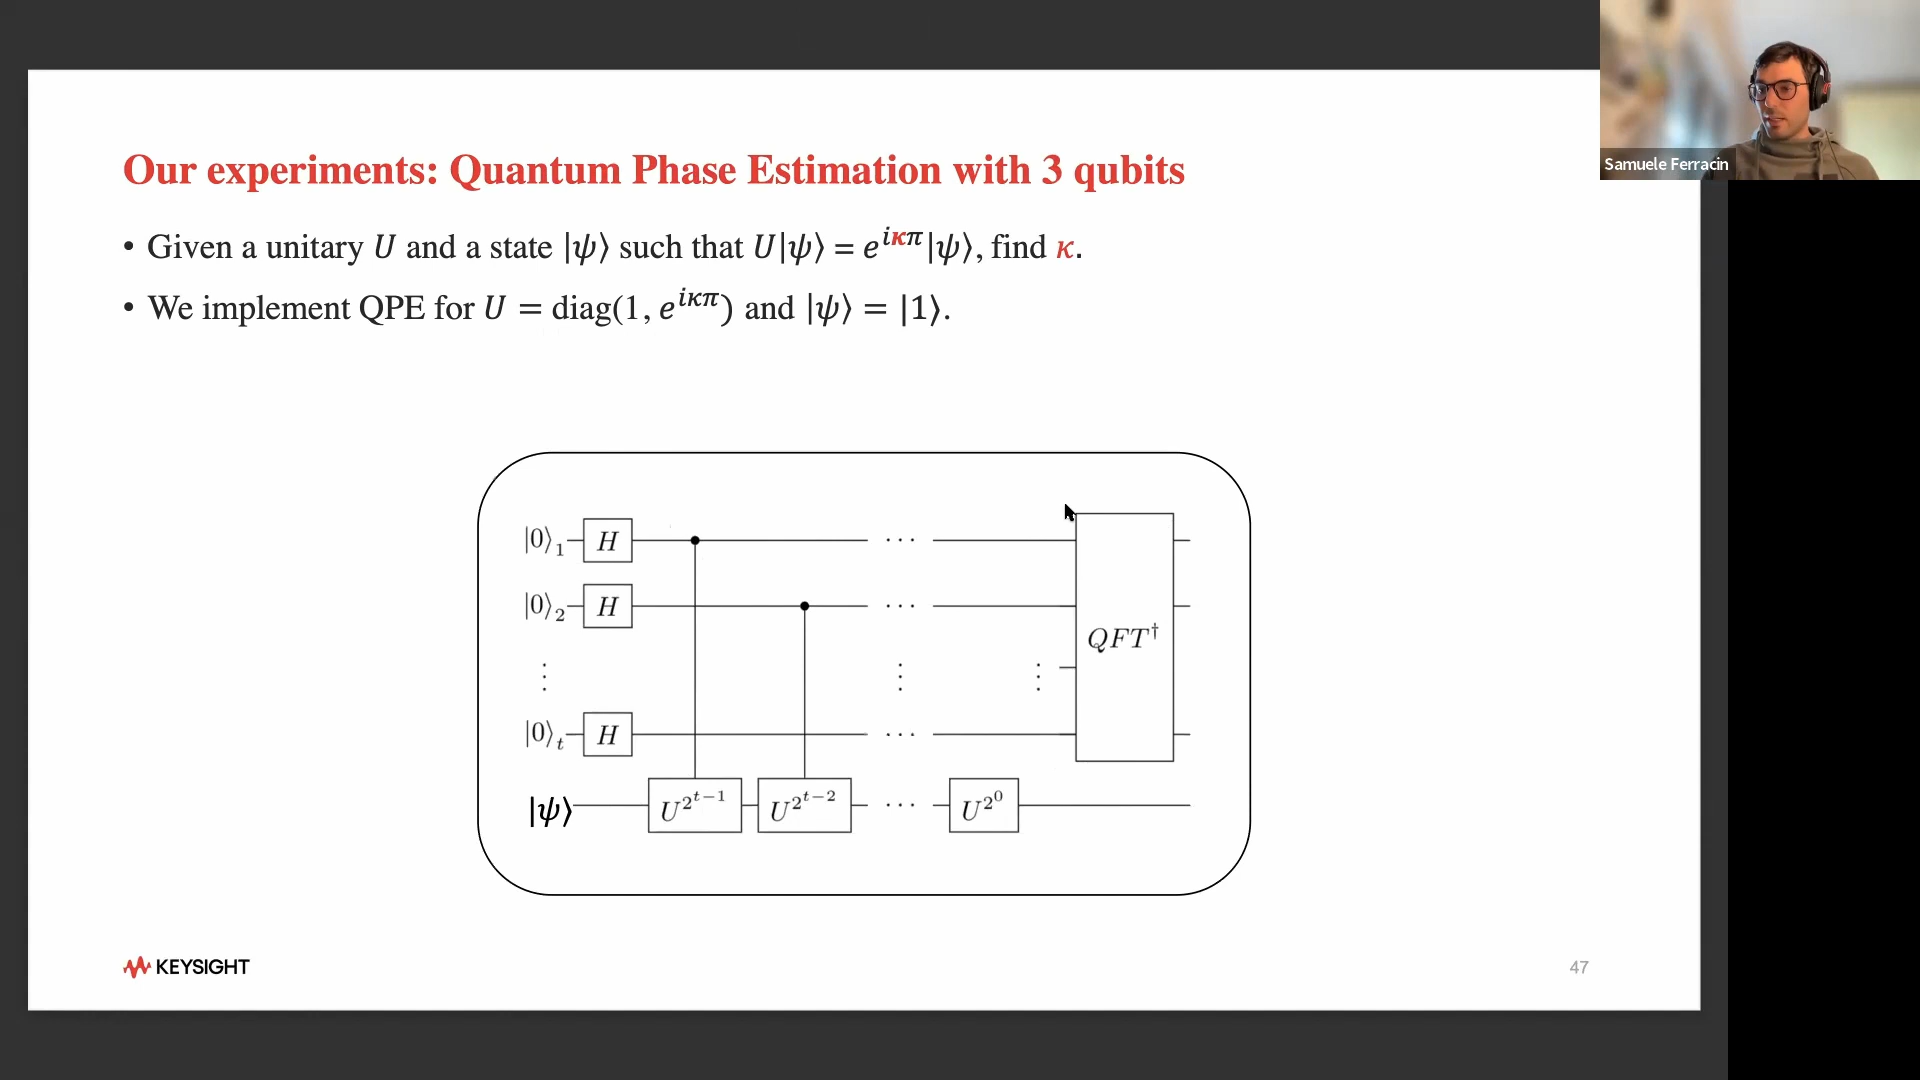 Samuele Ferracin
Our experiments: Quantum Phase Estimation with 3 qubits
• Given a unitary U and a state |ψ⟩ such that U|ψ⟩ = e^{iκπ}|ψ⟩, find κ.
• We implement QPE for U = diag(1, e^{iκπ}) and |ψ⟩ = |1⟩.
|0⟩₁ H ···
|0⟩₂ H ···
QFT†
⋮ ⋮ ⋮
|0⟩ₜ H ···
|ψ⟩ U^{2^{t−1}} U^{2^{t−2}} ··· U^{2^0}
KEYSIGHT
47